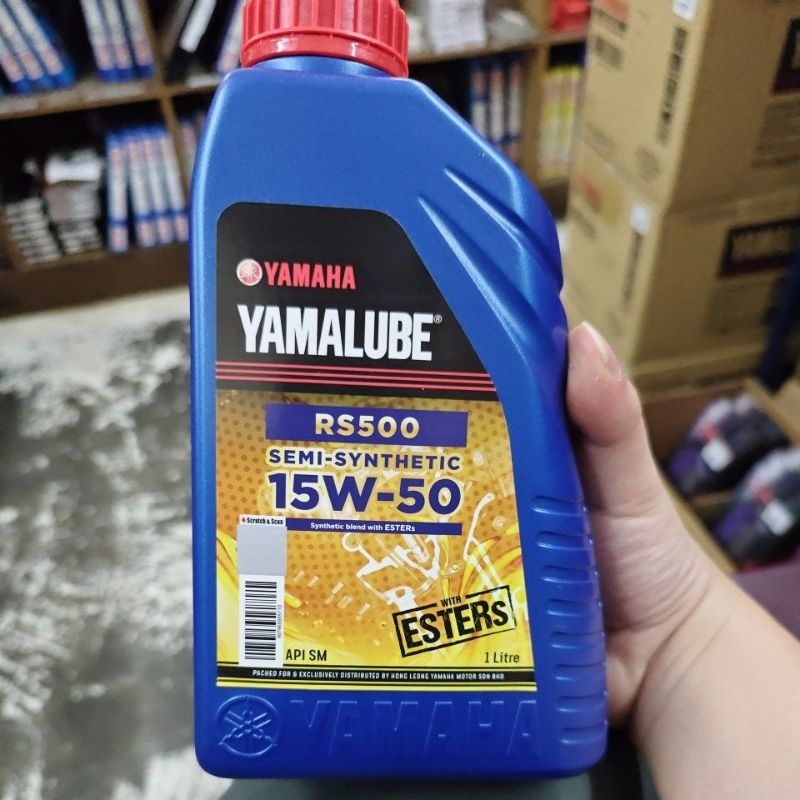 YAMAHA
YAMALUBE®
RS500
SEMI-SYNTHETIC
15W-50
Synthetic blend with ESTERs
Scratch & Scan
WITH
ESTERs
API SM
1 Litre
PACKED FOR & EXCLUSIVELY DISTRIBUTED BY HONG LEONG YAMAHA MOTOR SDN BHD
YAMAHA
YAMALUBE